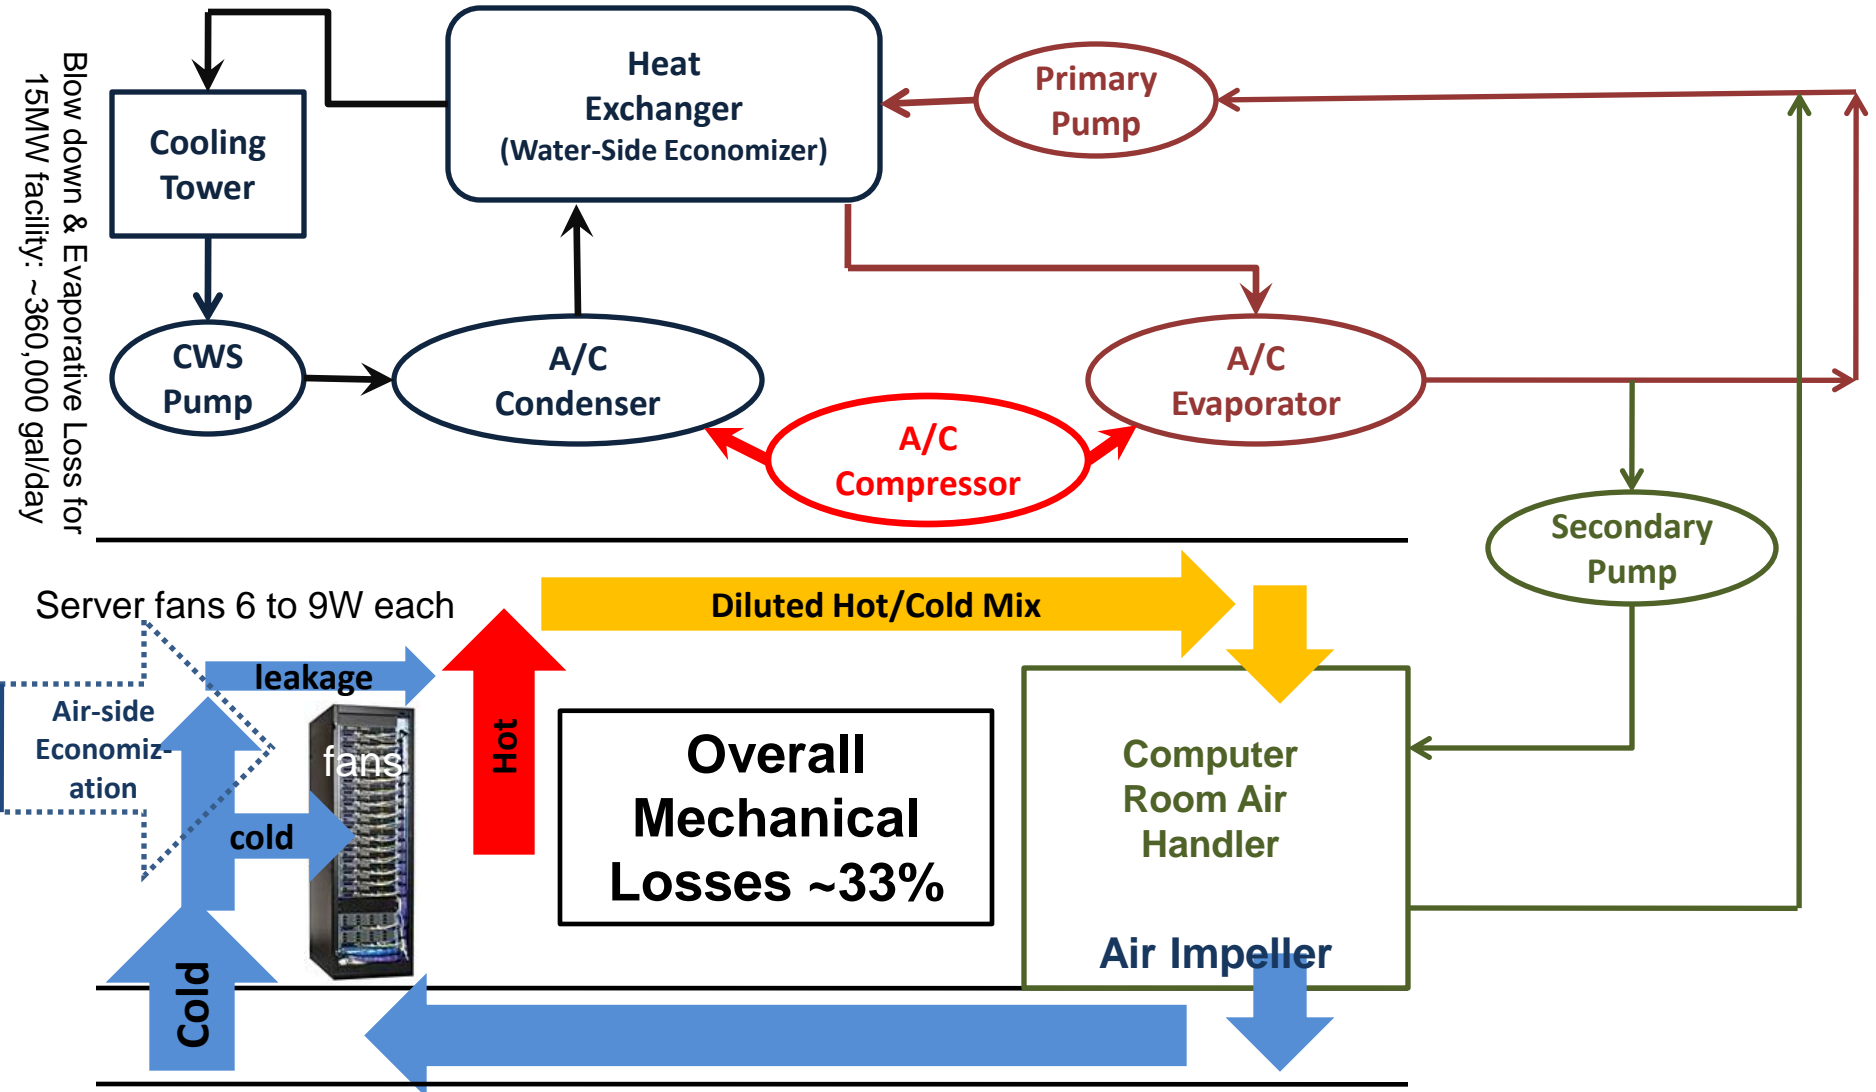 Blow down & Evaporative Loss for
15MW facility: ~360,000 gal/day
Heat
Exchanger
(Water-Side Economizer)
Primary
Pump
Cooling
Tower
CWS
Pump
A/C
Condenser
A/C
Compressor
A/C
Evaporator
Secondary
Pump
Server fans 6 to 9W each
Diluted Hot/Cold Mix
leakage
Air-side
Economiz-
ation
fans
Hot
cold
Cold
Overall
Mechanical
Losses ~33%
Computer
Room Air
Handler
Air Impeller